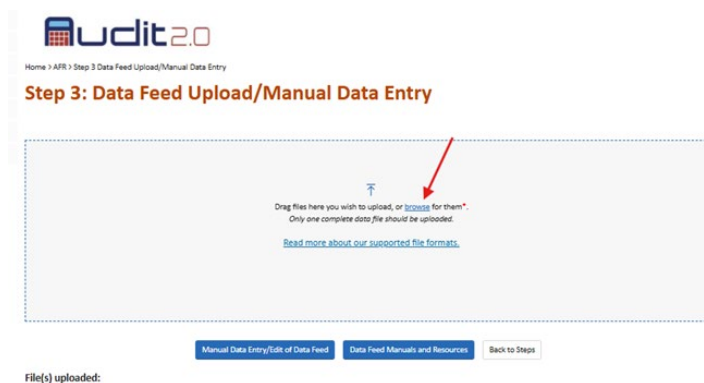 Audit2.0
Home > AFR > Step 3 Data Feed Upload/Manual Data Entry
Step 3: Data Feed Upload/Manual Data Entry
Drag files here you wish to upload, or browse for them*.
Only one complete data file should be uploaded.
Read more about our supported file formats.
Manual Data Entry/Edit of Data Feed Data Feed Manuals and Resources Back to Steps
File(s) uploaded: